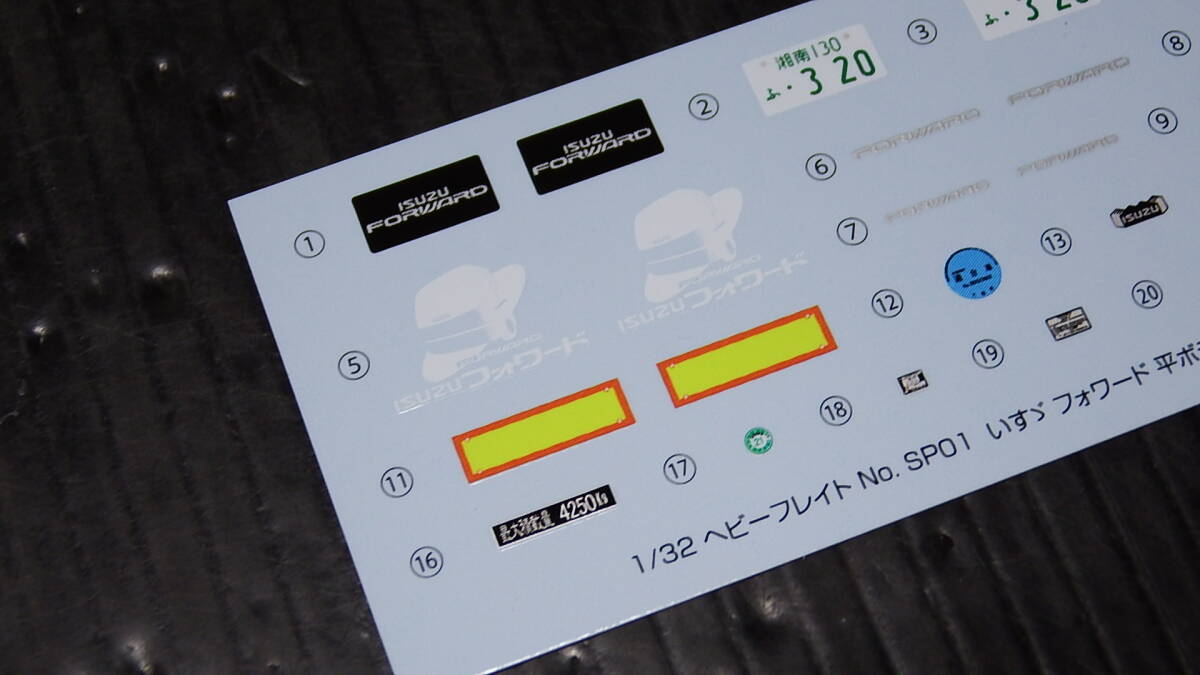 ①
ISUZU
FORWARD
ISUZU
FORWARD
②
湘南130
ふ・320
③
ふ・320
⑤
FORWARD
ISUZUフォワード
FORWARD
ISUZUフォワード
⑥
FORWARD
FORWARD
⑧
⑦
FORWARD
FORWARD
⑨
⑪
⑫
⑬
ISUZU
⑯
最大積載量 4250kg
⑰
21
⑱
⑲
⑳
1/32 ヘビーフレイト No. SP01 いすゞ フォワード 平ボ